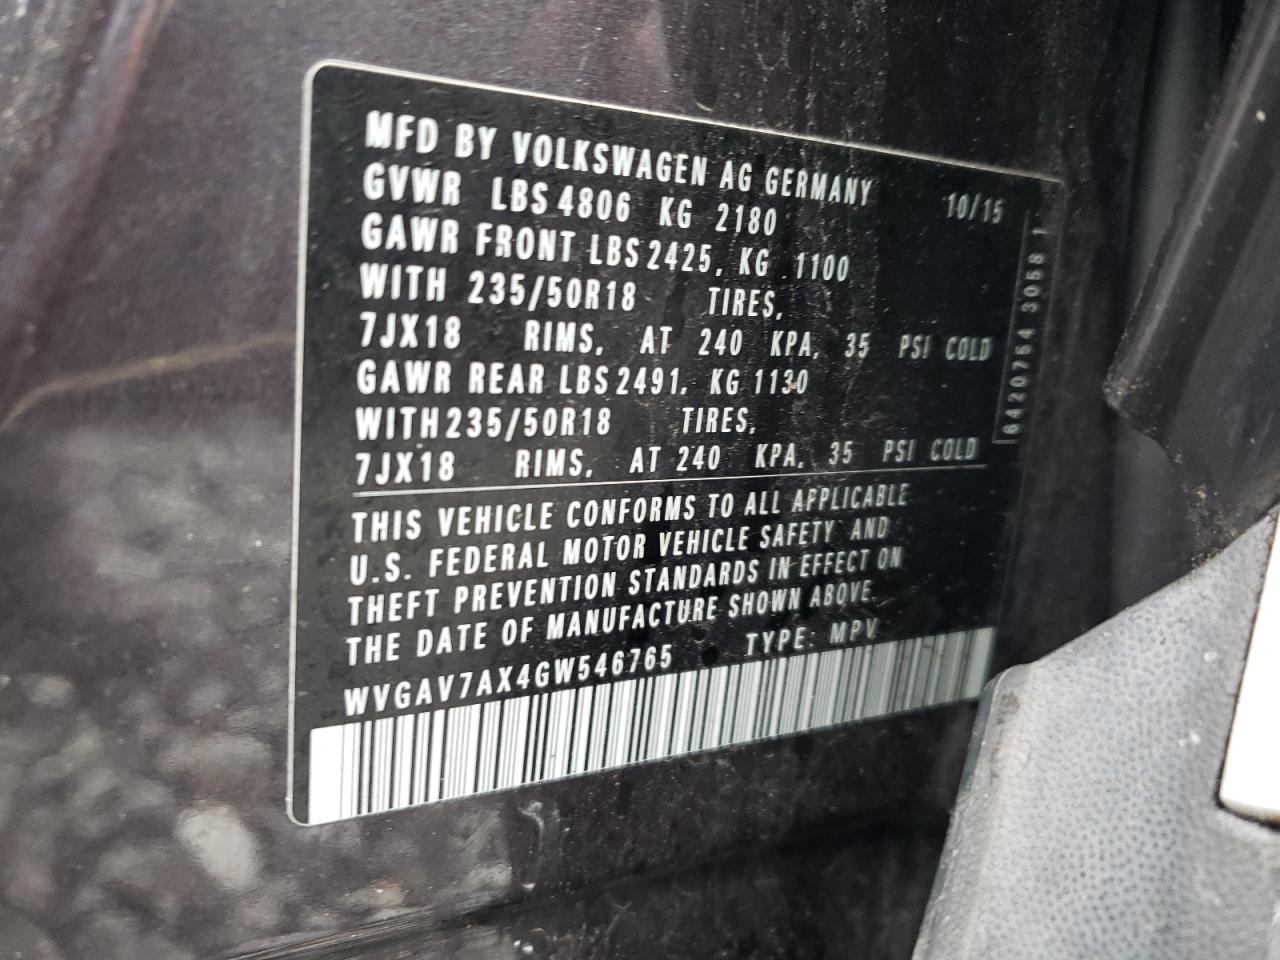 MFD BY VOLKSWAGEN AG GERMANY 10/15
GVWR LBS 4806 KG 2180
GAWR FRONT LBS 2425, KG 1100
WITH 235/50R18 TIRES,
7JX18 RIMS, AT 240 KPA, 35 PSI COLD
GAWR REAR LBS 2491, KG 1130
WITH 235/50R18 TIRES,
7JX18 RIMS, AT 240 KPA, 35 PSI COLD
THIS VEHICLE CONFORMS TO ALL APPLICABLE
U.S. FEDERAL MOTOR VEHICLE SAFETY AND
THEFT PREVENTION STANDARDS IN EFFECT ON
THE DATE OF MANUFACTURE SHOWN ABOVE.
WVGAV7AX4GW546765 TYPE: MPV
6420754 3058